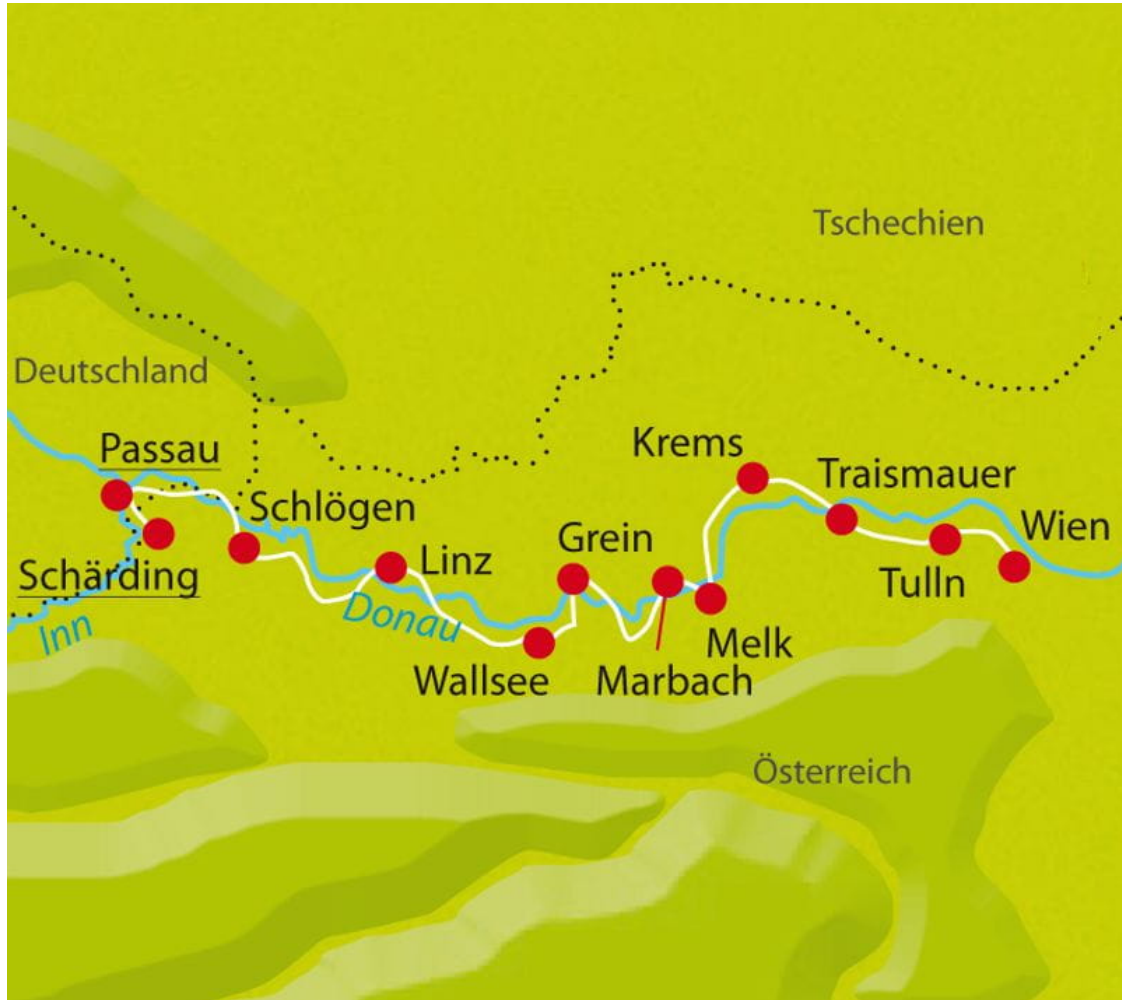 Tschechien
Deutschland
Passau
Krems
Traismauer
Schlögen
Grein
Wien
Linz
Schärding
Tulln
Donau
Inn
Melk
Wallsee
Marbach
Österreich